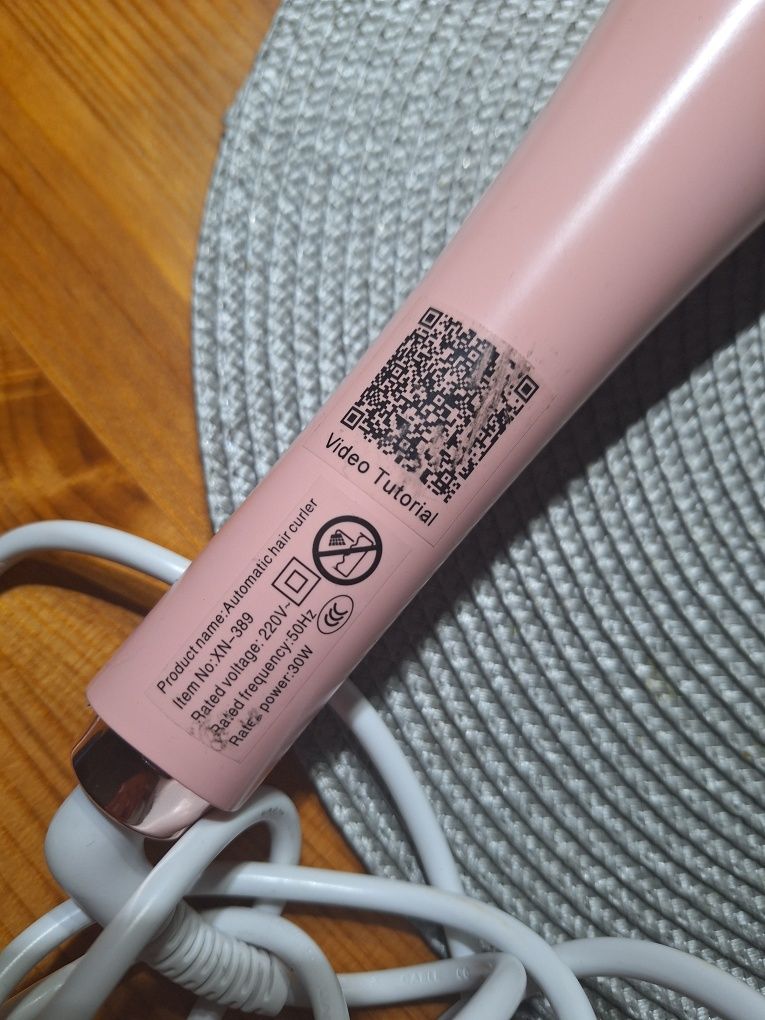 Video Tutorial
Product name:Automatic hair curler
Item No:XN-389
Rated voltage: 220V~
Rated frequency:50Hz
Rated power:30W